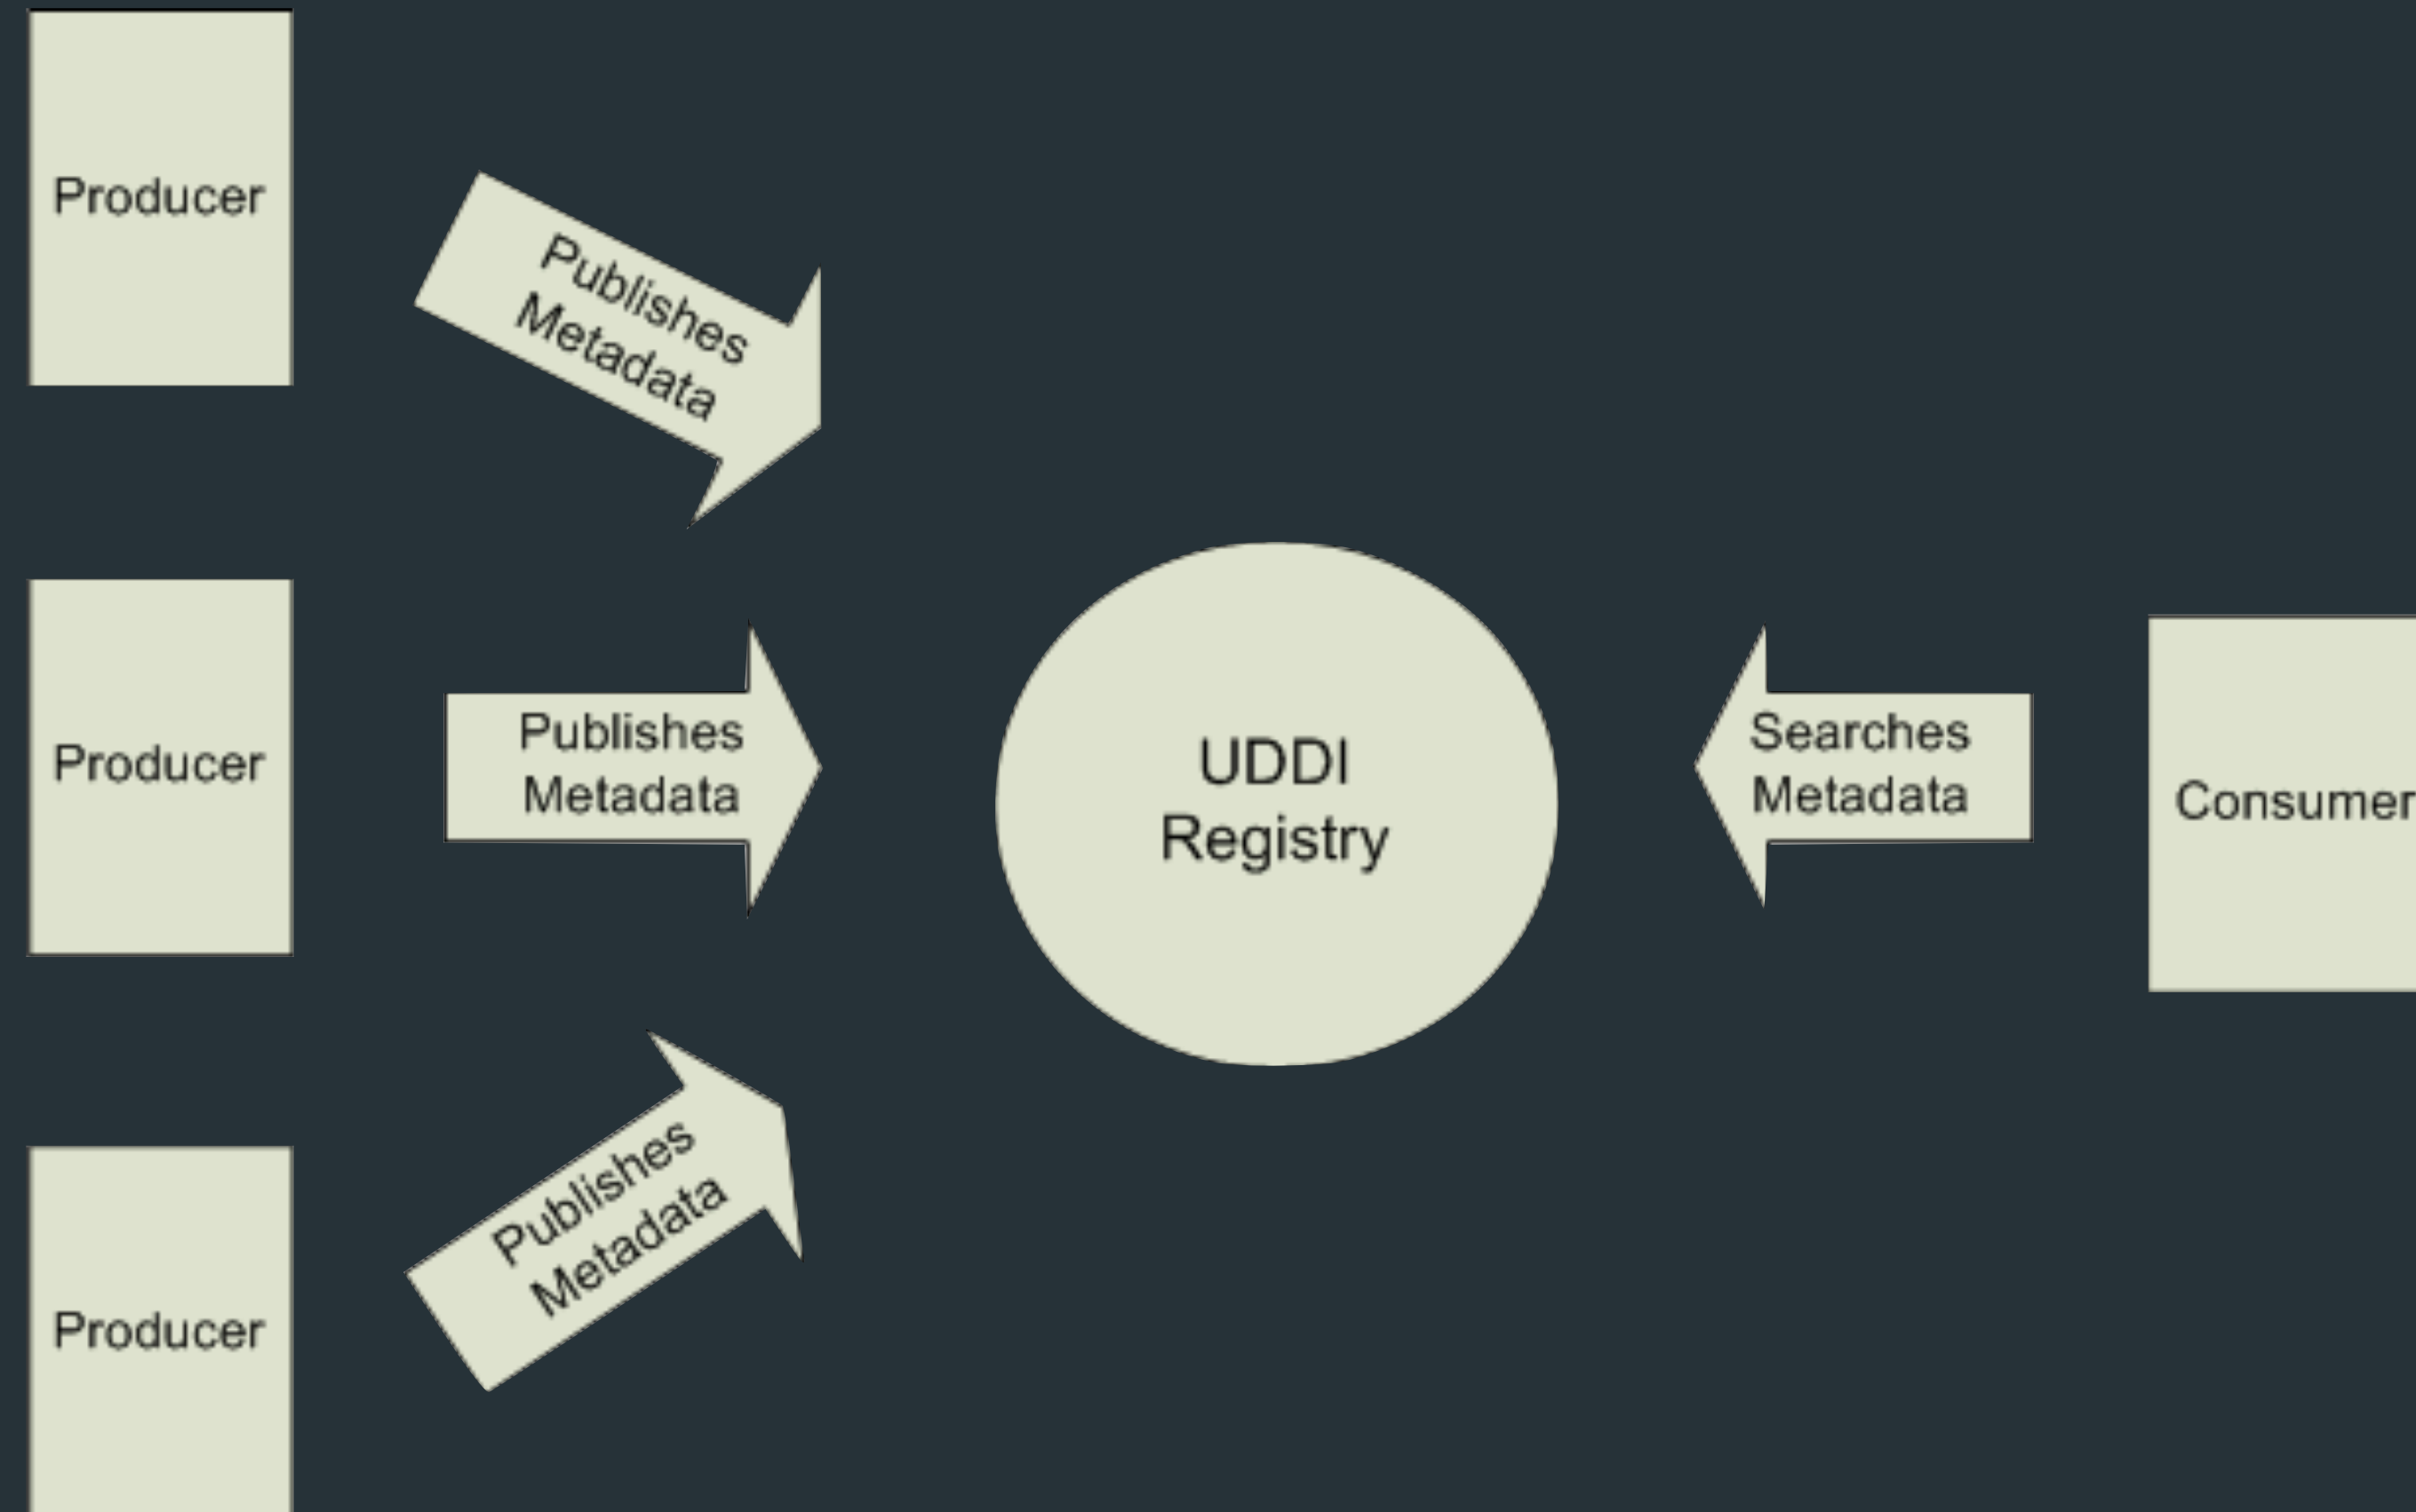 Producer
Publishes
Metadata
Producer
Publishes
Metadata
UDDI
Registry
Searches
Metadata
Consumer
Publishes
Metadata
Producer